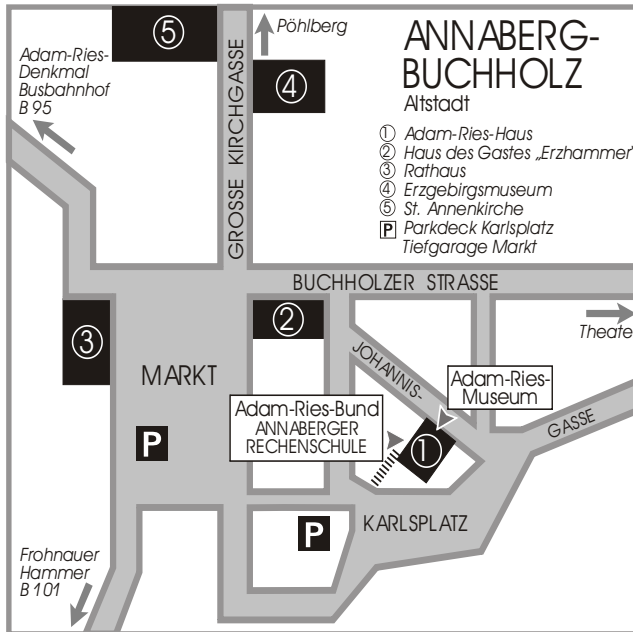 ⑤
Pöhlberg
Adam-Ries-
Denkmal
Busbahnhof
B 95
④
GROSSE KIRCHGASSE
ANNABERG-
BUCHHOLZ
Altstadt
① Adam-Ries-Haus
② Haus des Gastes „Erzhammer“
③ Rathaus
④ Erzgebirgsmuseum
⑤ St. Annenkirche
P Parkdeck Karlsplatz
Tiefgarage Markt
BUCHHOLZER STRASSE
②
③
Theate
MARKT
JOHANNIS-
GASSE
Adam-Ries-
Museum
Adam-Ries-Bund
ANNABERGER
RECHENSCHULE
①
P
KARLSPLATZ
P
Frohnauer
Hammer
B 101